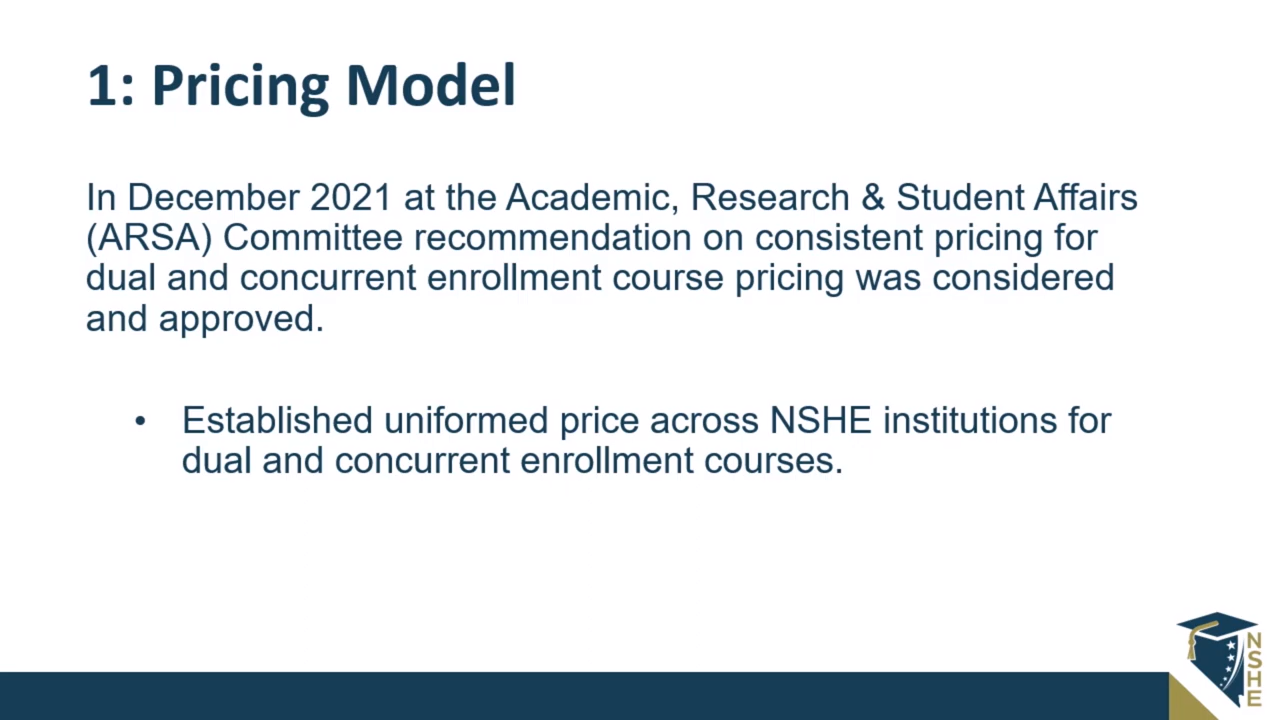 1: Pricing Model
In December 2021 at the Academic, Research & Student Affairs
(ARSA) Committee recommendation on consistent pricing for
dual and concurrent enrollment course pricing was considered
and approved.
• Established uniformed price across NSHE institutions for
dual and concurrent enrollment courses.
NSHE